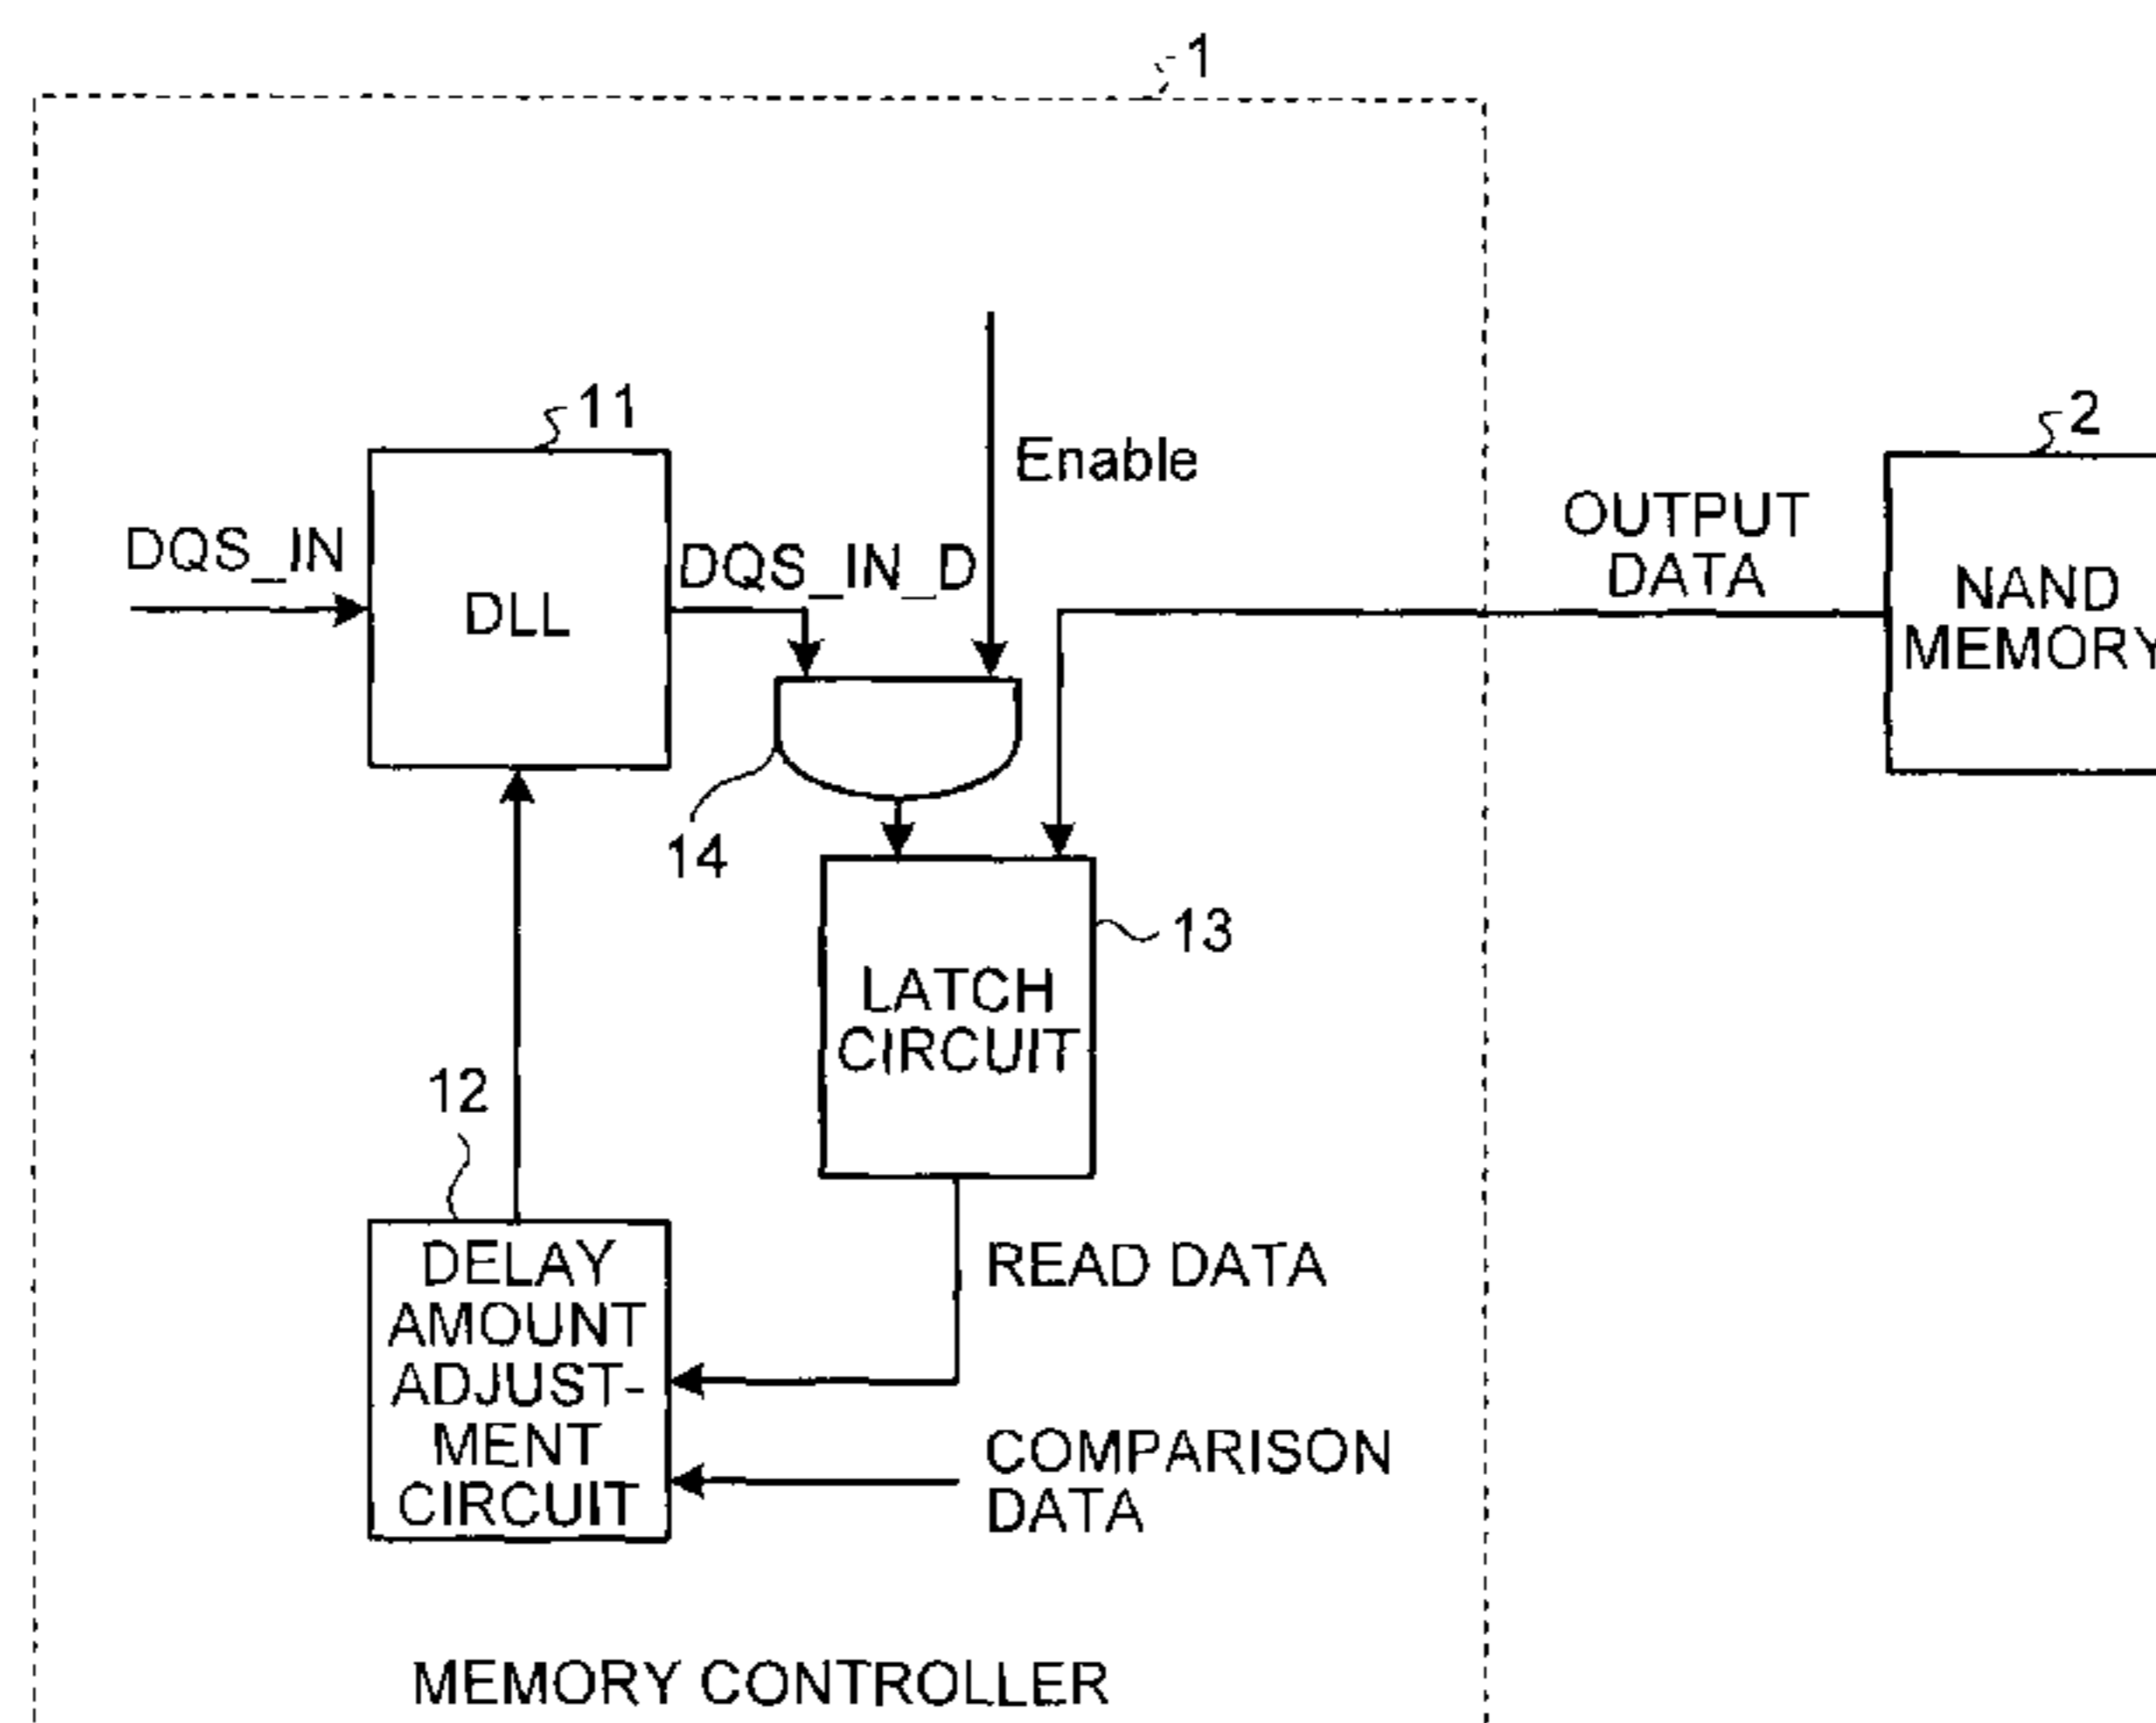 1
11
2
Enable
OUTPUT
DATA
DQS_IN
DQS_IN_D
DLL
NAND
MEMORY
14
13
LATCH
CIRCUIT
12
DELAY
AMOUNT
ADJUST-
MENT
CIRCUIT
READ DATA
COMPARISON
DATA
MEMORY CONTROLLER